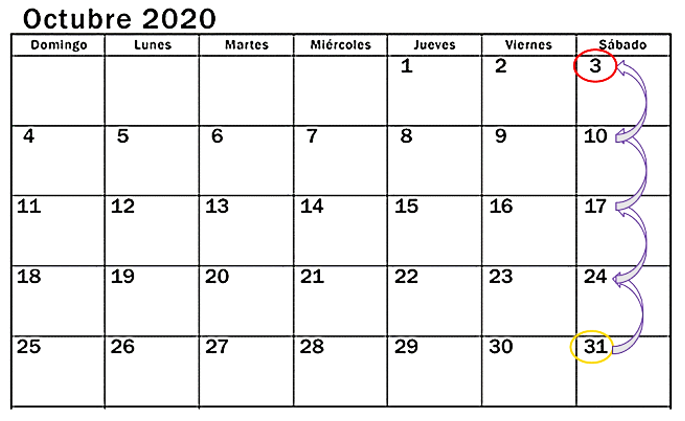 Octubre 2020
Domingo Lunes Martes Miércoles Jueves Viernes Sábado
1 2 3
4 5 6 7 8 9 10
11 12 13 14 15 16 17
18 19 20 21 22 23 24
25 26 27 28 29 30 31